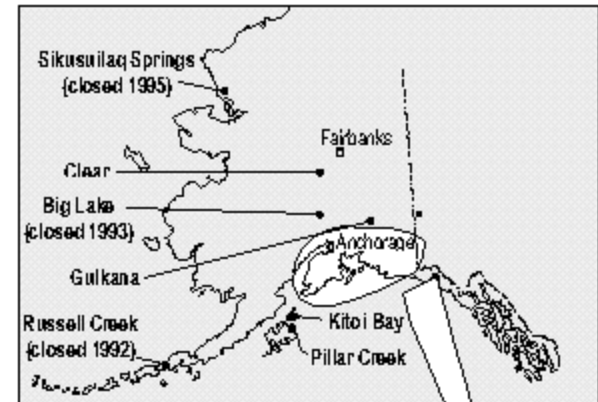 Sikusuilaq Springs
(closed 1995)
Fairbanks
Clear
Big Lake
(closed 1993)
Anchorage
Gulkana
Russell Creek
(closed 1992)
Kitoi Bay
Pillar Creek